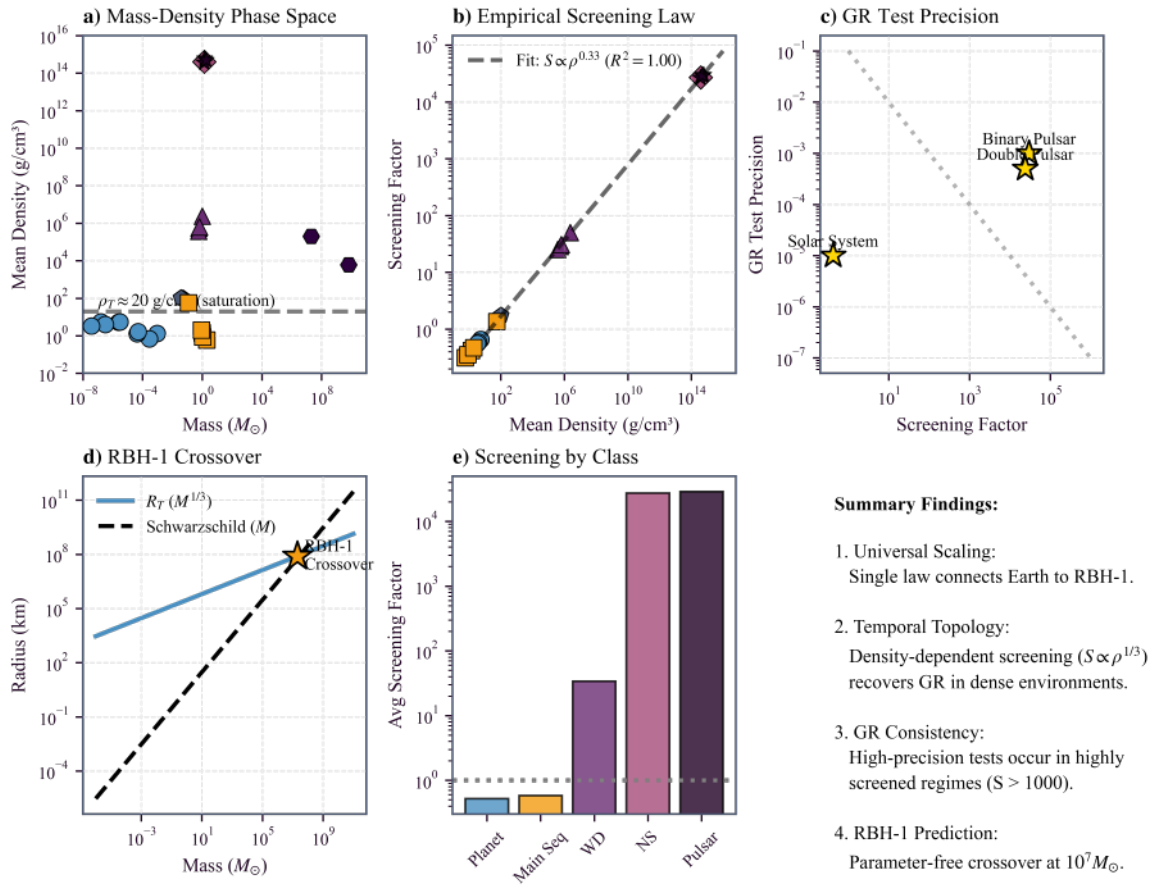 a) Mass-Density Phase Space
10^16
10^14
10^12
10^10
10^8
10^6
10^4
10^2
10^0
10^-2
Mean Density (g/cm³)
ρ_T ≈ 20 g/cm (saturation)
10^-8
10^-4
10^0
10^4
10^8
Mass (M_⊙)
b) Empirical Screening Law
Fit: S ∝ ρ^0.33 (R² = 1.00)
10^5
10^4
10^3
10^2
10^1
10^0
Screening Factor
10^2
10^6
10^10
10^14
Mean Density (g/cm³)
c) GR Test Precision
10^-1
10^-2
10^-3
10^-4
10^-5
10^-6
10^-7
GR Test Precision
Binary Pulsar
Double Pulsar
Solar System
10^1
10^3
10^5
Screening Factor
d) RBH-1 Crossover
R_T (M^1/3)
Schwarzschild (M)
RBH-1
Crossover
10^11
10^8
10^5
10^2
10^-1
10^-4
Radius (km)
10^-3
10^1
10^5
10^9
Mass (M_⊙)
e) Screening by Class
10^4
10^3
10^2
10^1
10^0
Avg Screening Factor
Planet
Main Seq
WD
NS
Pulsar
Summary Findings:
1. Universal Scaling:
Single law connects Earth to RBH-1.
2. Temporal Topology:
Density-dependent screening (S ∝ ρ^1/3)
recovers GR in dense environments.
3. GR Consistency:
High-precision tests occur in highly
screened regimes (S > 1000).
4. RBH-1 Prediction:
Parameter-free crossover at 10^7 M_⊙.